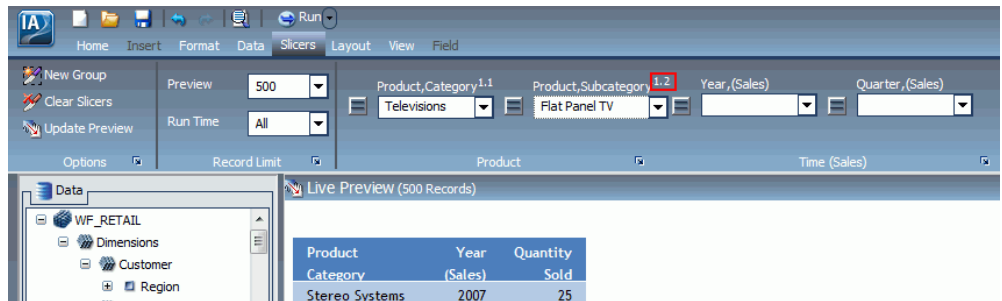 IA Run
Home Insert Format Data Slicers Layout View Field
New Group
Clear Slicers
Update Preview
Options
Preview 500
Run Time All
Record Limit
Product,Category1.1 Product,Subcategory1.2
Televisions Flat Panel TV
Product
Year,(Sales) Quarter,(Sales)
Time (Sales)
Data
WF_RETAIL
Dimensions
Customer
Region
Live Preview (500 Records)
Product Year Quantity
Category (Sales) Sold
Stereo Systems 2007 25